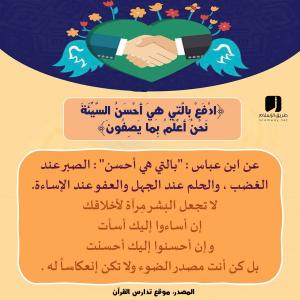 ﴿ادْفَعْ بِالَّتِي هِيَ أَحْسَنُ السَّيِّئَةَ
نَحْنُ أَعْلَمُ بِمَا يَصِفُونَ﴾
طريق الإسلام
عن ابن عباس : "بالتي هي أحسن" : الصبر عند
الغضب ، والحلم عند الجهل والعفو عند الإساءة.
لا تجعل البشر مرآة لأخلاقك
إن أساءوا إليك أسأت
و إن أحسنوا إليك أحسنت
بل كن أنت مصدر الضوء ولا تكن إنعكاساً له .
المصدر: موقع تدارس القرآن